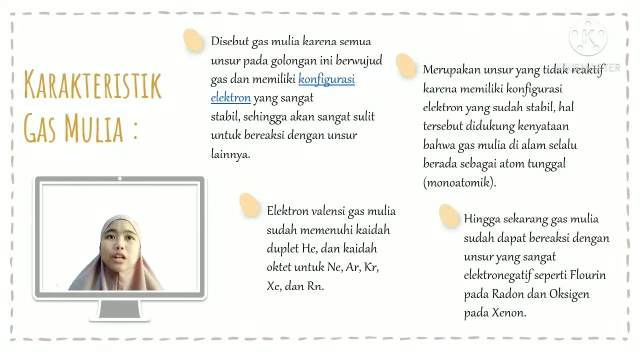 KARAKTERISTIK
GAS MULIA :
Disebut gas mulia karena semua
unsur pada golongan ini berwujud
gas dan memiliki konfigurasi
elektron yang sangat
stabil, sehingga akan sangat sulit
untuk bereaksi dengan unsur
lainnya.
Merupakan unsur yang tidak reaktif
karena memiliki konfigurasi
elektron yang sudah stabil, hal
tersebut didukung kenyataan
bahwa gas mulia di alam selalu
berada sebagai atom tunggal
(monoatomik).
Elektron valensi gas mulia
sudah memenuhi kaidah
duplet He, dan kaidah
oktet untuk Ne, Ar, Kr,
Xe, dan Rn.
Hingga sekarang gas mulia
sudah dapat bereaksi dengan
unsur yang sangat
elektronegatif seperti Flourin
pada Radon dan Oksigen
pada Xenon.